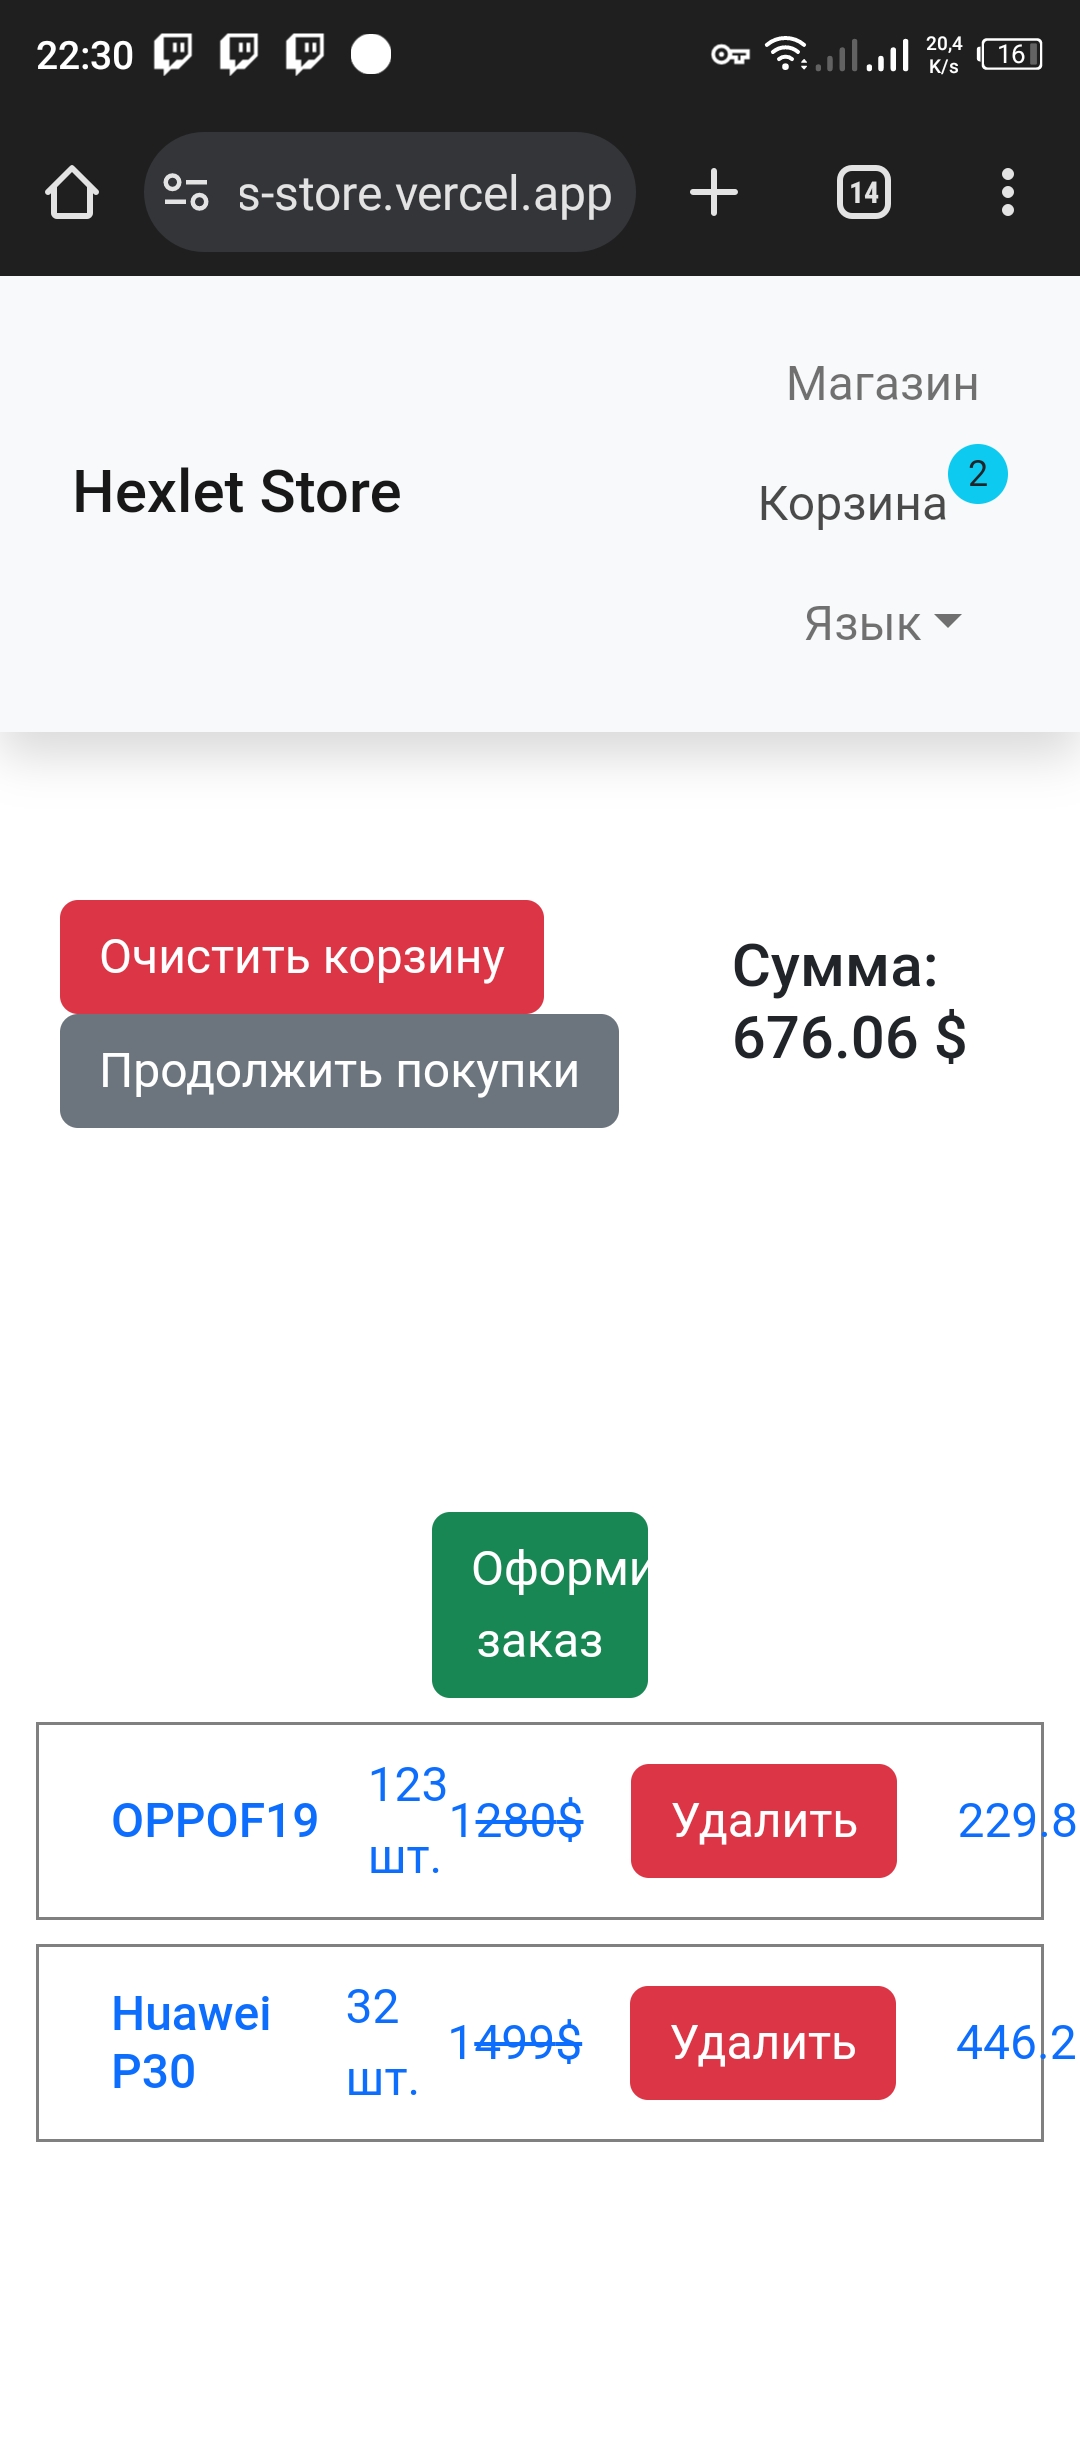 22:30
20,4
K/s
16
s-store.vercel.app
14
Магазин
Hexlet Store
Корзина
2
Язык
Очистить корзину
Продолжить покупки
Сумма:
676.06 $
Оформи
заказ
OPPOF19
123
шт.
1280$
Удалить
229.8
Huawei
P30
32
шт.
1499$
Удалить
446.2